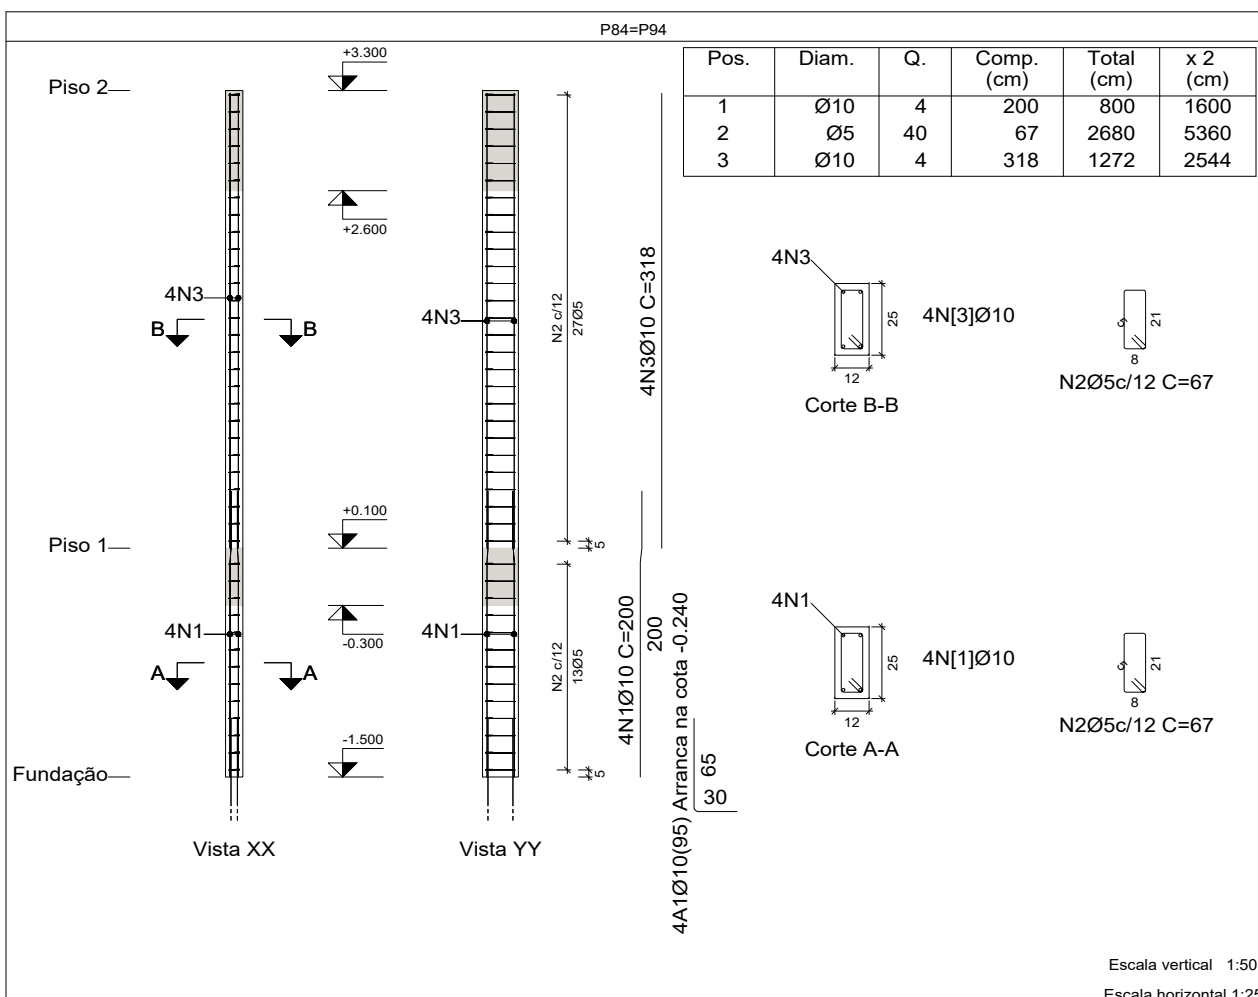 P84=P94
Pos. Diam. Q. Comp. (cm) Total (cm) x 2 (cm)
1 Ø10 4 200 800 1600
2 Ø5 40 67 2680 5360
3 Ø10 4 318 1272 2544
Piso 2
+3.300
+2.600
4N3
B B
4N3
N2 c/12
27Ø5
4N3Ø10 C=318
4N3
25
12
4N[3]Ø10
Corte B-B
5
21
8
N2Ø5c/12 C=67
Piso 1
+0.100
5
-0.300
4N1
A A
4N1
N2 c/12
13Ø5
4N1Ø10 C=200
200
4A1Ø10(95) Arranca na cota -0.240
65
30
4N1
25
12
4N[1]Ø10
Corte A-A
5
21
8
N2Ø5c/12 C=67
-1.500
Fundação
5
Vista XX
Vista YY
Escala vertical 1:50
Escala horizontal 1:25